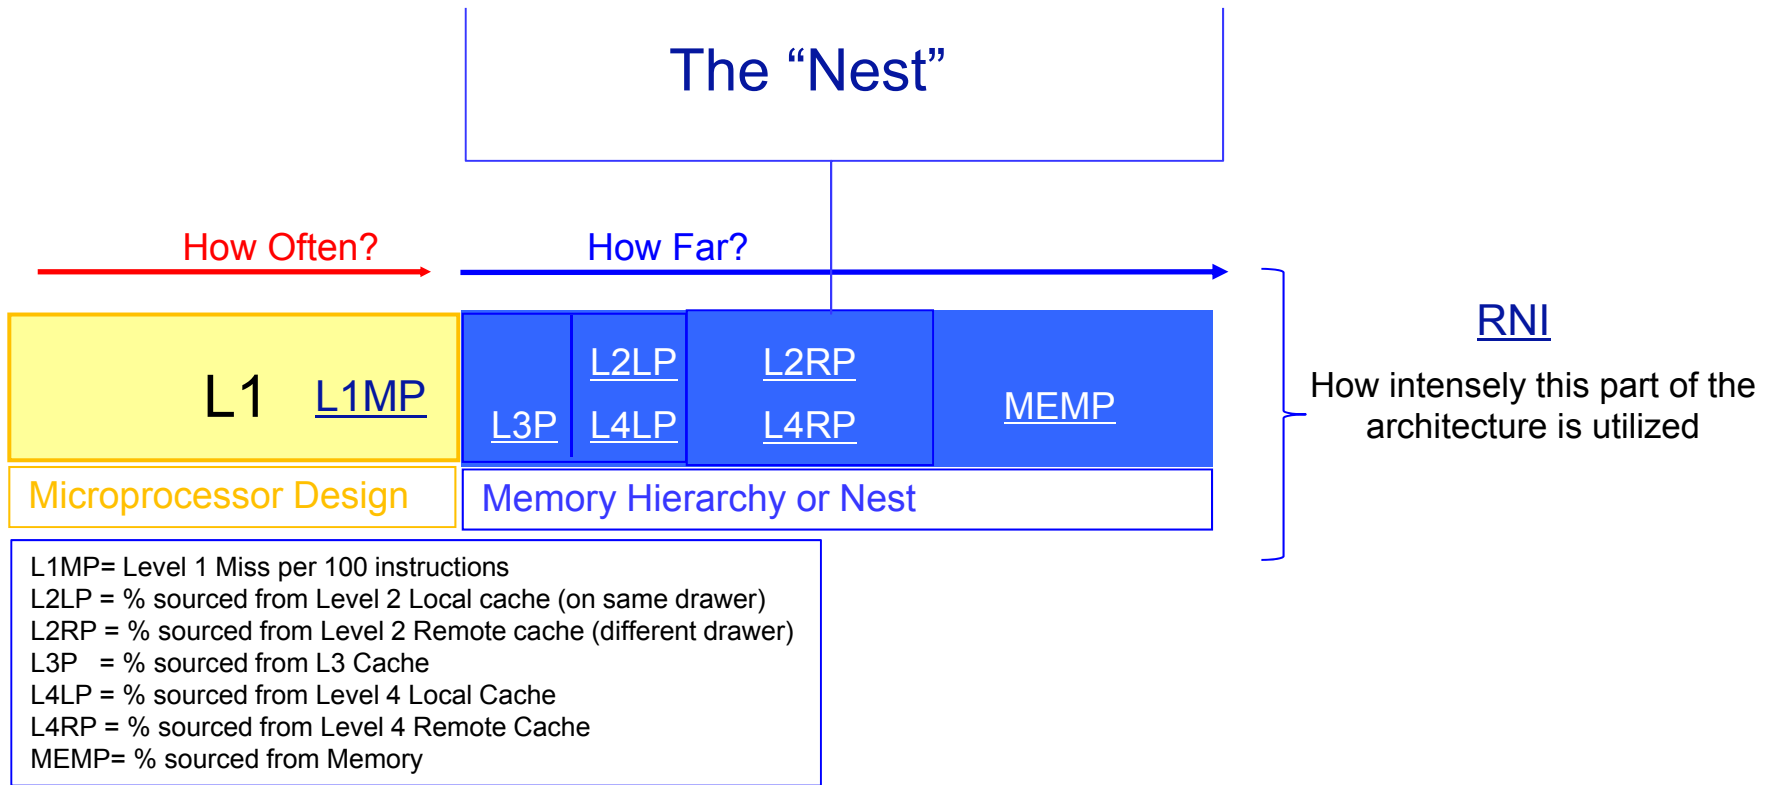 The “Nest”
How Often?
How Far?
L1 L1MP
L3P
L2LP
L4LP
L2RP
L4RP
MEMP
RNI
How intensely this part of the
architecture is utilized
Microprocessor Design
Memory Hierarchy or Nest
L1MP= Level 1 Miss per 100 instructions
L2LP = % sourced from Level 2 Local cache (on same drawer)
L2RP = % sourced from Level 2 Remote cache (different drawer)
L3P = % sourced from L3 Cache
L4LP = % sourced from Level 4 Local Cache
L4RP = % sourced from Level 4 Remote Cache
MEMP= % sourced from Memory